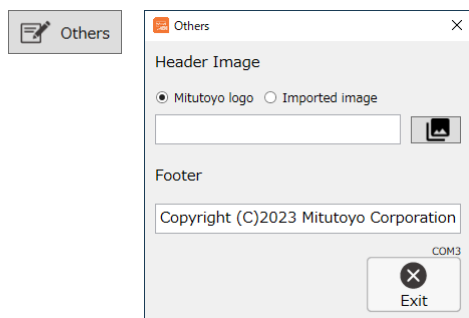 Others
Others
Header Image
Mitutoyo logo Imported image
Footer
Copyright (C)2023 Mitutoyo Corporation
COM3
Exit